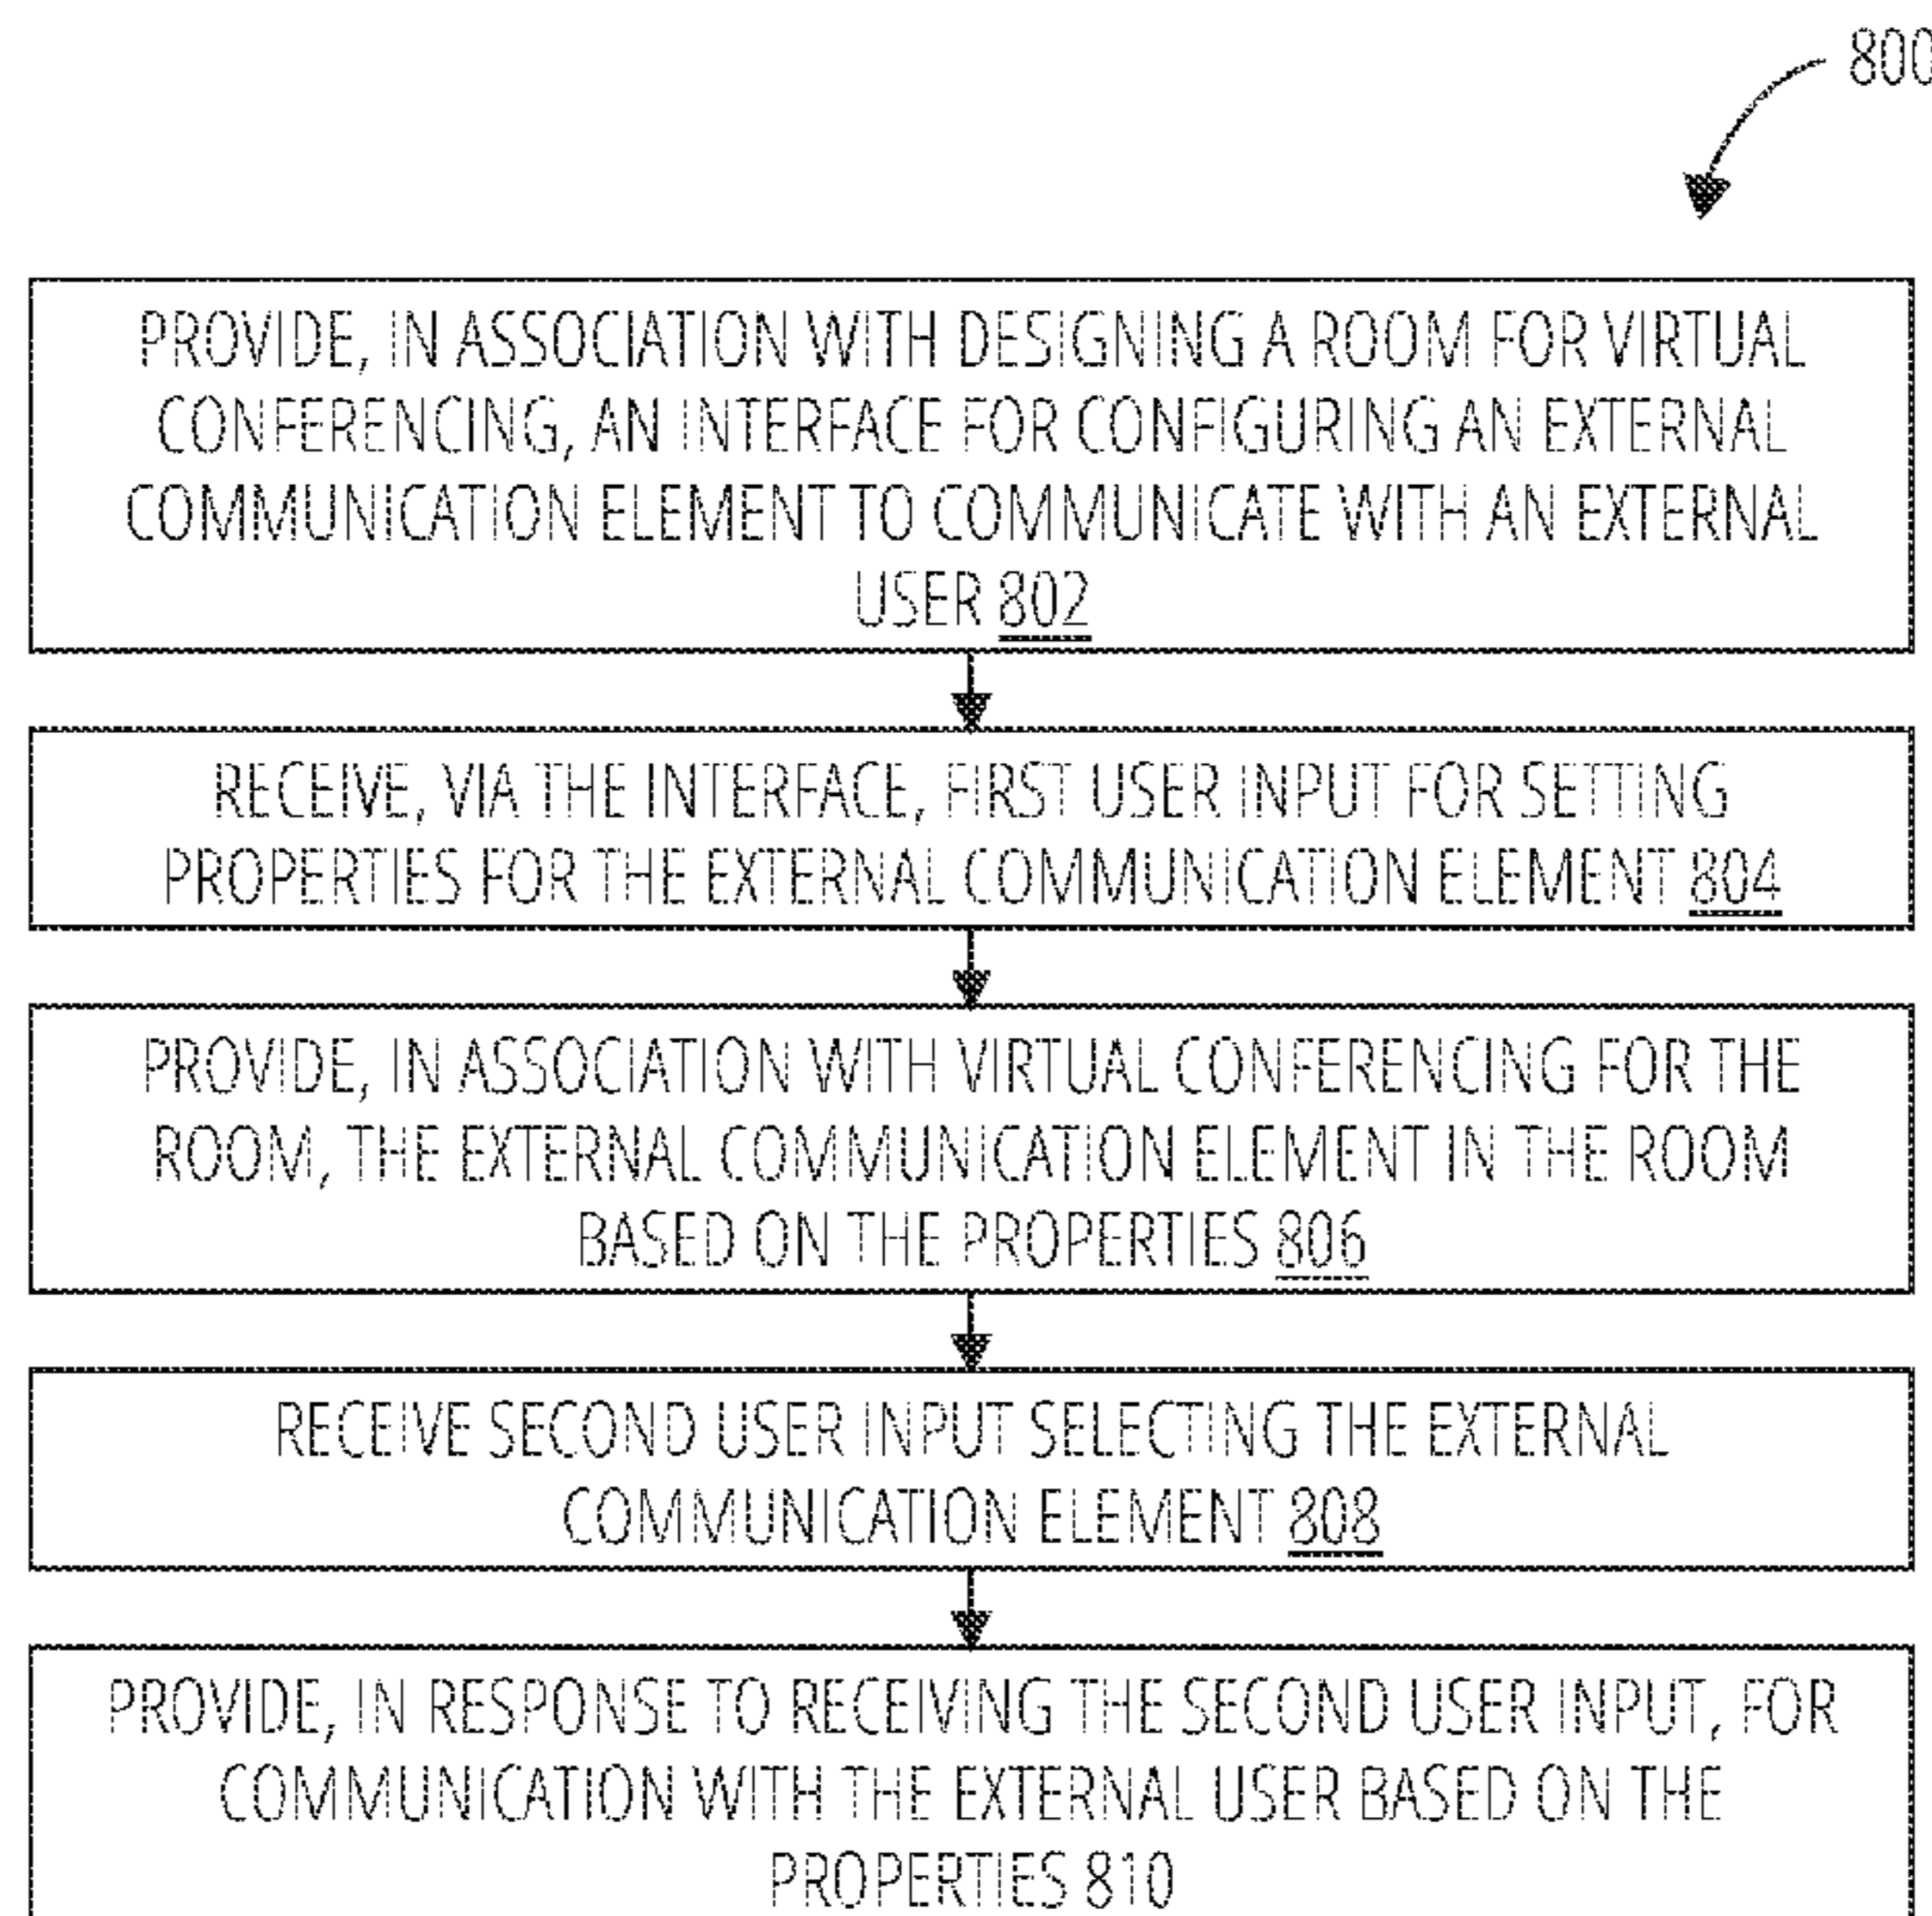 800
PROVIDE, IN ASSOCIATION WITH DESIGNING A ROOM FOR VIRTUAL
CONFERENCING, AN INTERFACE FOR CONFIGURING AN EXTERNAL
COMMUNICATION ELEMENT TO COMMUNICATE WITH AN EXTERNAL
USER 802
RECEIVE, VIA THE INTERFACE, FIRST USER INPUT FOR SETTING
PROPERTIES FOR THE EXTERNAL COMMUNICATION ELEMENT 804
PROVIDE, IN ASSOCIATION WITH VIRTUAL CONFERENCING FOR THE
ROOM, THE EXTERNAL COMMUNICATION ELEMENT IN THE ROOM
BASED ON THE PROPERTIES 806
RECEIVE SECOND USER INPUT SELECTING THE EXTERNAL
COMMUNICATION ELEMENT 808
PROVIDE, IN RESPONSE TO RECEIVING THE SECOND USER INPUT, FOR
COMMUNICATION WITH THE EXTERNAL USER BASED ON THE
PROPERTIES 810